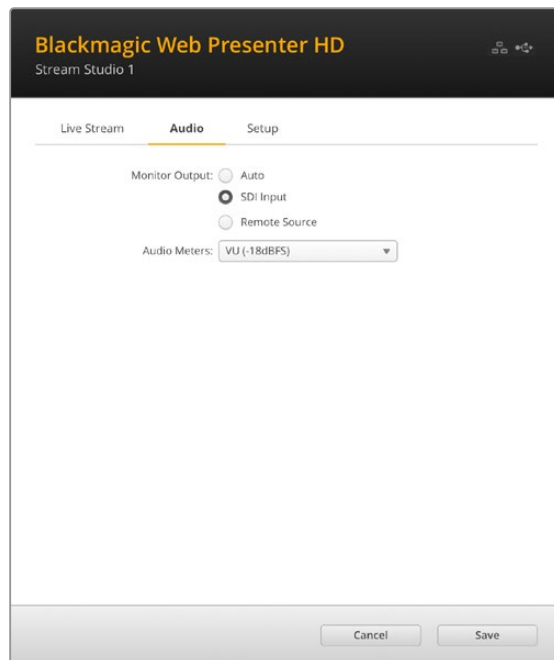 Blackmagic Web Presenter HD
Stream Studio 1
Live Stream Audio Setup
Monitor Output: Auto
SDI Input
Remote Source
Audio Meters: VU (-18dBFS)
Cancel Save